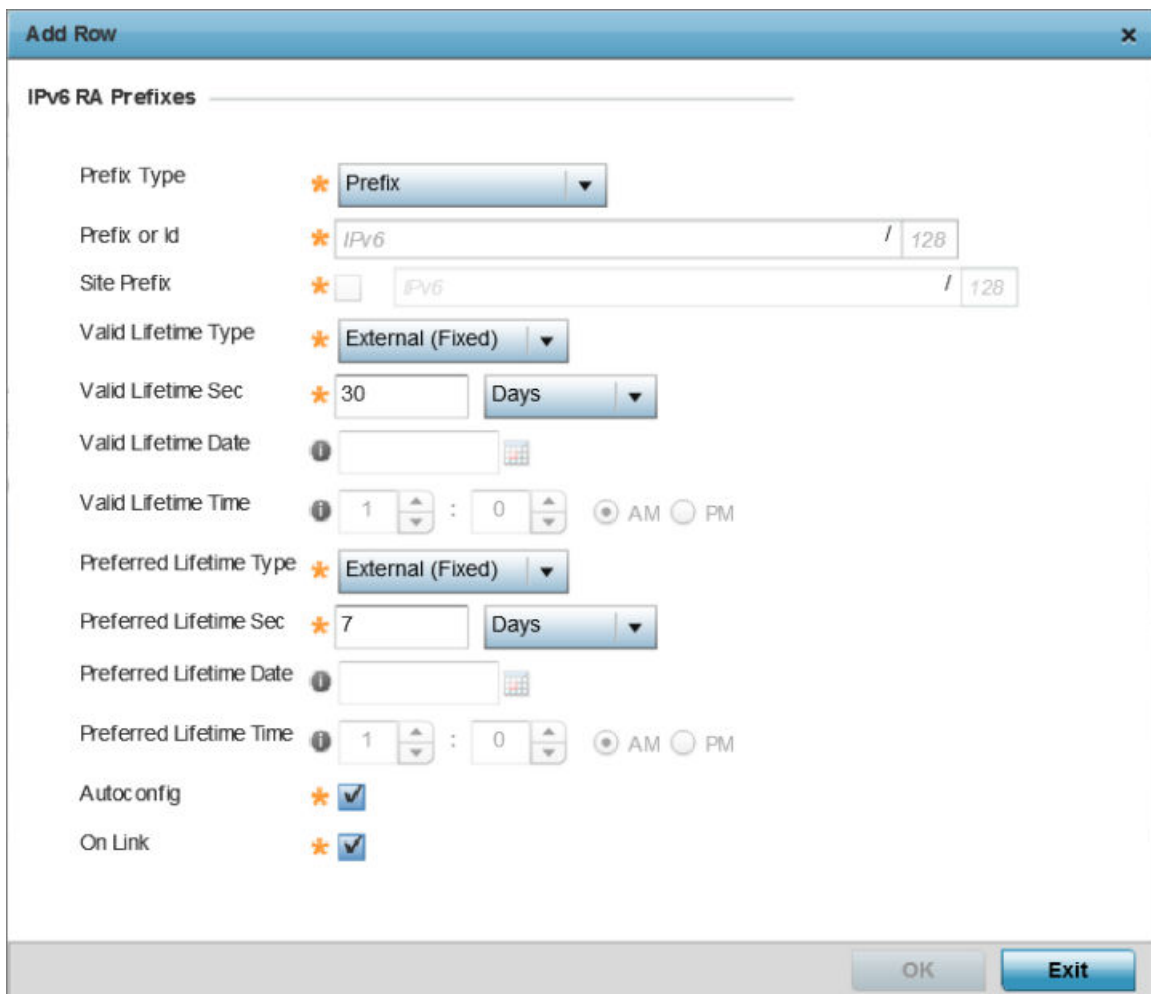 Add Row
IPv6 RA Prefixes
Prefix Type * Prefix
Prefix or Id * IPv6 / 128
Site Prefix * IPv6 / 128
Valid Lifetime Type * External (Fixed)
Valid Lifetime Sec * 30 Days
Valid Lifetime Date
Valid Lifetime Time 1 : 0 AM PM
Preferred Lifetime Type * External (Fixed)
Preferred Lifetime Sec * 7 Days
Preferred Lifetime Date
Preferred Lifetime Time 1 : 0 AM PM
Autoconfig *
On Link *
OK Exit